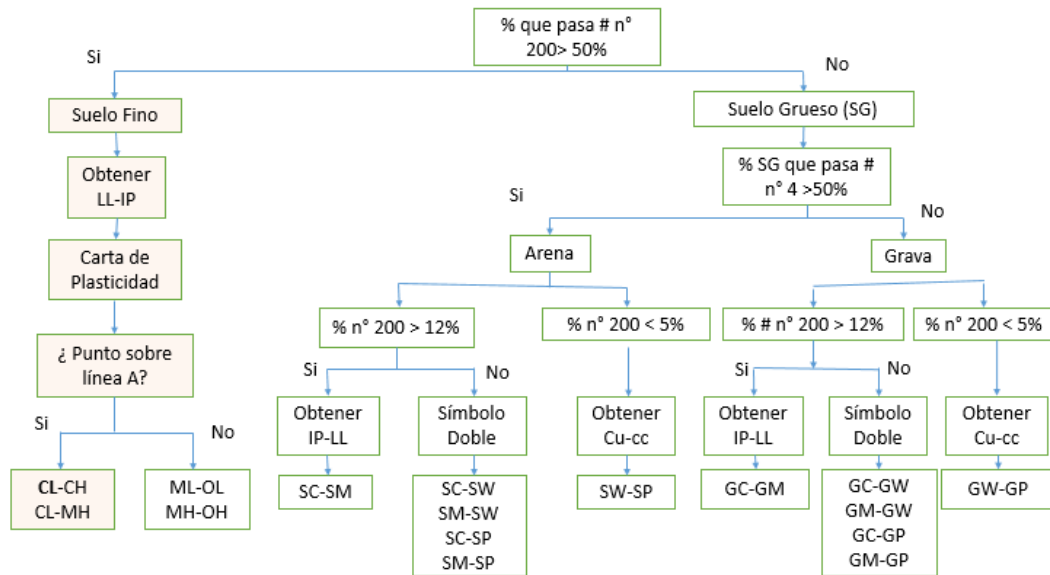 % que pasa # n°
200> 50%
Si
No
Suelo Fino
Suelo Grueso (SG)
Obtener
LL-IP
% SG que pasa #
n° 4 >50%
Si
No
Carta de
Plasticidad
Arena
Grava
¿ Punto sobre
línea A?
% n° 200 > 12%
% n° 200 < 5%
% # n° 200 > 12%
% n° 200 < 5%
Si
No
Si
No
Si
No
Obtener
IP-LL
Símbolo
Doble
Obtener
Cu-cc
Obtener
IP-LL
Símbolo
Doble
Obtener
Cu-cc
CL-CH
CL-MH
ML-OL
MH-OH
SC-SM
SC-SW
SM-SW
SC-SP
SM-SP
SW-SP
GC-GM
GC-GW
GM-GW
GC-GP
GM-GP
GW-GP